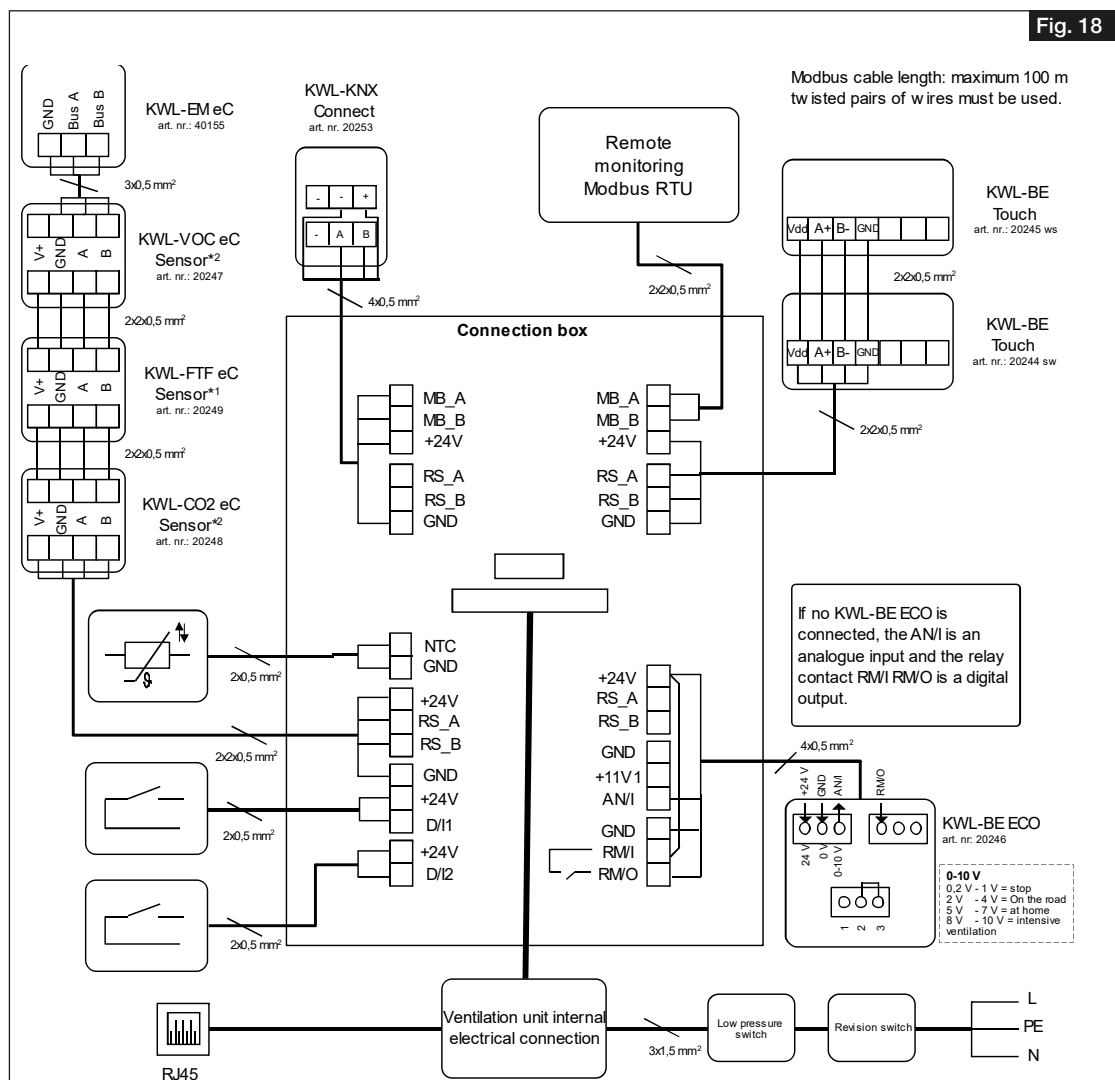 Fig. 18
Modbus cable length: maximum 100 m
twisted pairs of wires must be used.
GND
Bus A
Bus B
KWL-EM eC
art. nr.: 40155
3x0,5 mm²
V+
GND
A
B
KWL-VOC eC
Sensor*²
art. nr.: 20247
2x2x0,5 mm²
V+
GND
A
B
KWL-FTF eC
Sensor*¹
art. nr.: 20249
2x2x0,5 mm²
V+
GND
A
B
KWL-CO2 eC
Sensor*²
art. nr.: 20248
KWL-KNX
Connect
art. nr. 20253
- - +
- A B
4x0,5 mm²
Remote
monitoring
Modbus RTU
2x2x0,5 mm²
KWL-BE
Touch
art. nr.: 20245 ws
Vdd A+ B- GND
2x2x0,5 mm²
KWL-BE
Touch
art. nr.: 20244 sw
Vdd A+ B- GND
2x2x0,5 mm²
Connection box
MB_A
MB_B
+24V
RS_A
RS_B
GND
MB_A
MB_B
+24V
RS_A
RS_B
GND
ϑ
2x0,5 mm²
NTC
GND
2x2x0,5 mm²
+24V
RS_A
RS_B
GND
+24V
D/I1
2x0,5 mm²
+24V
D/I2
2x0,5 mm²
+24V
RS_A
RS_B
GND
+11V1
AN/I
GND
RM/I
RM/O
If no KWL-BE ECO is
connected, the AN/I is an
analogue input and the relay
contact RM/I RM/O is a digital
output.
4x0,5 mm²
+24 V
GND
AN/I
RM/O
24 V
0 V
0-10 V
1
2
3
KWL-BE ECO
art. nr: 20246
0-10 V
0,2 V - 1 V = stop
2 V - 4 V = On the road
5 V - 7 V = at home
8 V - 10 V = intensive
ventilation
RJ45
Ventilation unit internal
electrical connection
3x1,5 mm²
Low pressure
switch
Revision switch
L
PE
N